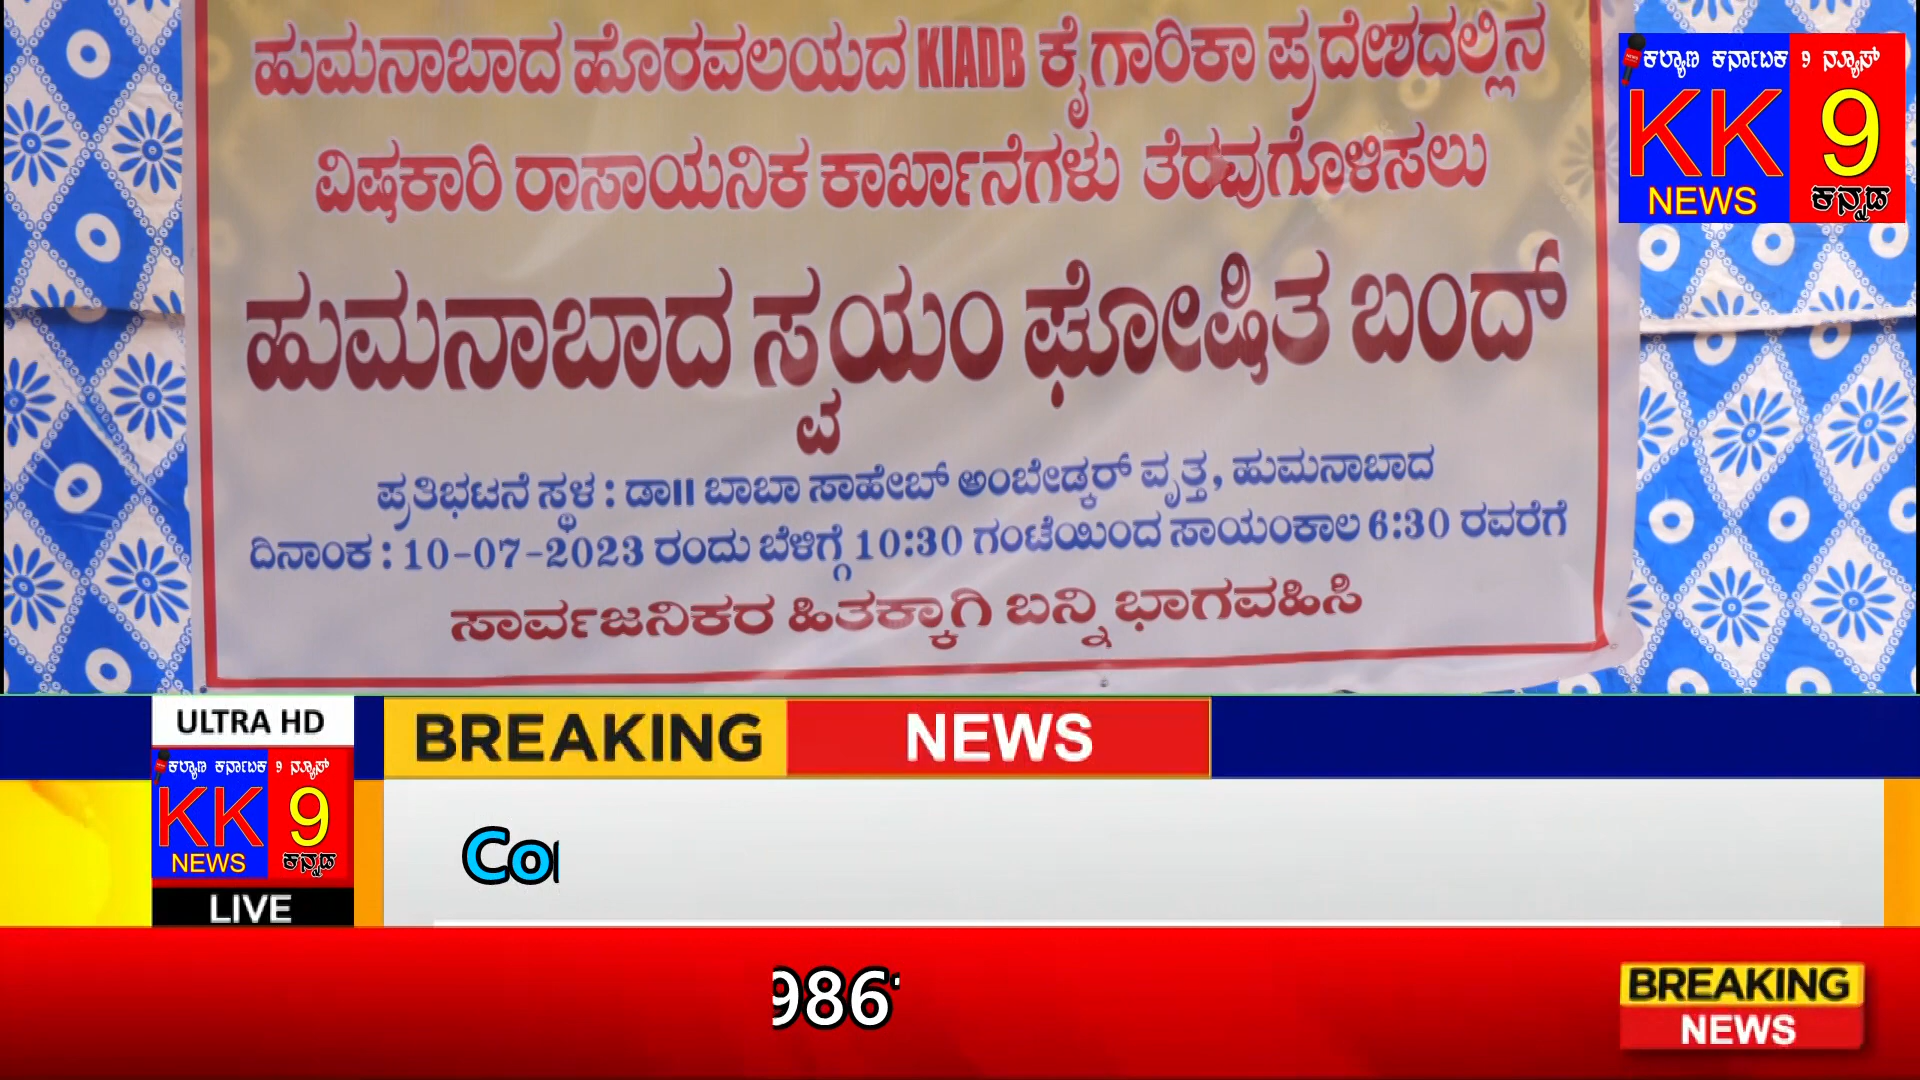 ಹುಮನಾಬಾದ ಹೊರವಲಯದ KIADB ಕೈಗಾರಿಕಾ ಪ್ರದೇಶದಲ್ಲಿನ
ವಿಷಕಾರಿ ರಾಸಾಯನಿಕ ಕಾರ್ಖಾನೆಗಳು ತೆರವುಗೊಳಿಸಲು
ಹುಮನಾಬಾದ ಸ್ವಯಂ ಘೋಷಿತ ಬಂದ್
ಪ್ರತಿಭಟನೆ ಸ್ಥಳ : ಡಾ॥ ಬಾಬಾ ಸಾಹೇಬ್ ಅಂಬೇಡ್ಕರ್ ವೃತ್ತ, ಹುಮನಾಬಾದ
ದಿನಾಂಕ : 10-07-2023 ರಂದು ಬೆಳಿಗ್ಗೆ 10:30 ಗಂಟೆಯಿಂದ ಸಾಯಂಕಾಲ 6:30 ರವರೆಗೆ
ಸಾರ್ವಜನಿಕರ ಹಿತಕ್ಕಾಗಿ ಬನ್ನಿ ಭಾಗವಹಿಸಿ
ಕಲ್ಯಾಣ ಕರ್ನಾಟಕ 9 ನ್ಯೂಸ್
KK 9
NEWS ಕನ್ನಡ
ULTRA HD
BREAKING NEWS
ಕಲ್ಯಾಣ ಕರ್ನಾಟಕ 9 ನ್ಯೂಸ್
KK 9
NEWS ಕನ್ನಡ
LIVE
Co
986
BREAKING
NEWS